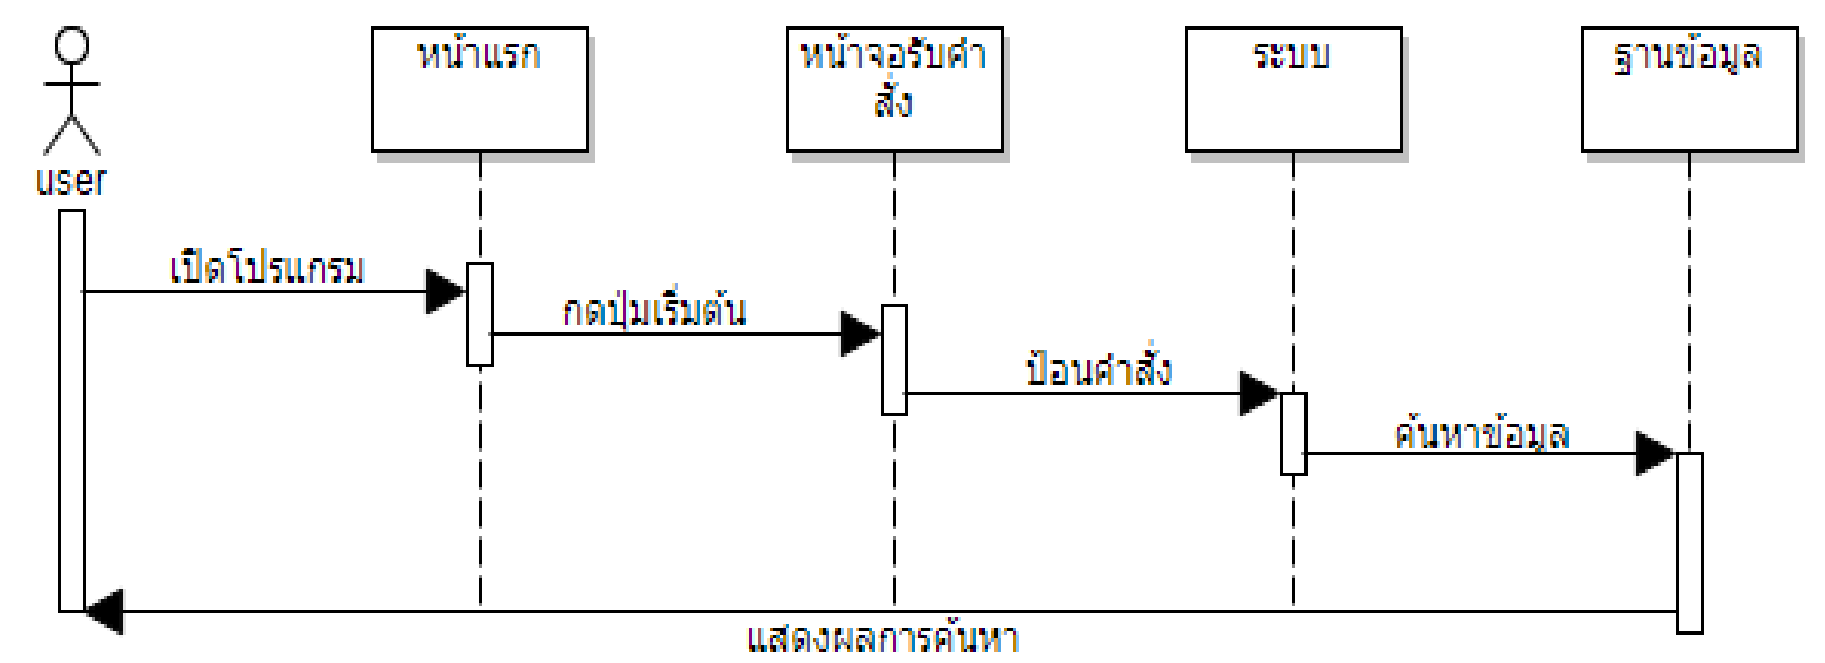 หน้าแรก
หน้าจอรับคำ
สั่ง
ระบบ
ฐานข้อมูล
user
เปิดโปรแกรม
กดปุ่มเริ่มต้น
ป้อนคำสั่ง
ค้นหาข้อมูล
แสดงผลการค้นหา